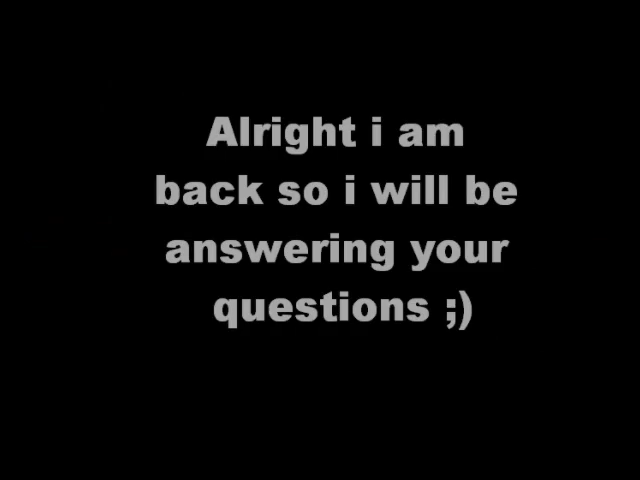 Alright i am
back so i will be
answering your
questions ;)